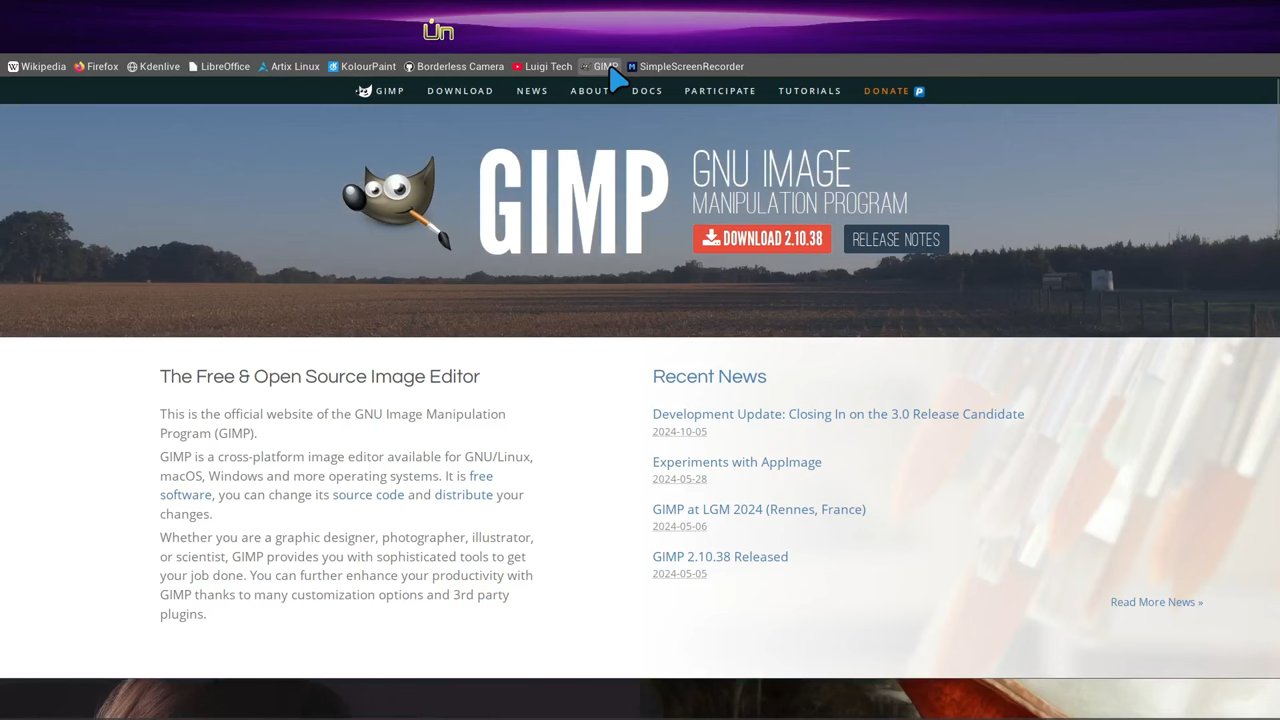 Un
Wikipedia Firefox Kdenlive LibreOffice Artix Linux KolourPaint Borderless Camera Luigi Tech GIMP SimpleScreenRecorder
GIMP DOWNLOAD NEWS ABOUT DOCS PARTICIPATE TUTORIALS DONATE
GIMP
GNU IMAGE
MANIPULATION PROGRAM
DOWNLOAD 2.10.38 RELEASE NOTES
The Free & Open Source Image Editor
This is the official website of the GNU Image Manipulation
Program (GIMP).
GIMP is a cross-platform image editor available for GNU/Linux,
macOS, Windows and more operating systems. It is free
software, you can change its source code and distribute your
changes.
Whether you are a graphic designer, photographer, illustrator,
or scientist, GIMP provides you with sophisticated tools to get
your job done. You can further enhance your productivity with
GIMP thanks to many customization options and 3rd party
plugins.
Recent News
Development Update: Closing In on the 3.0 Release Candidate
2024-10-05
Experiments with AppImage
2024-05-28
GIMP at LGM 2024 (Rennes, France)
2024-05-06
GIMP 2.10.38 Released
2024-05-05
Read More News »